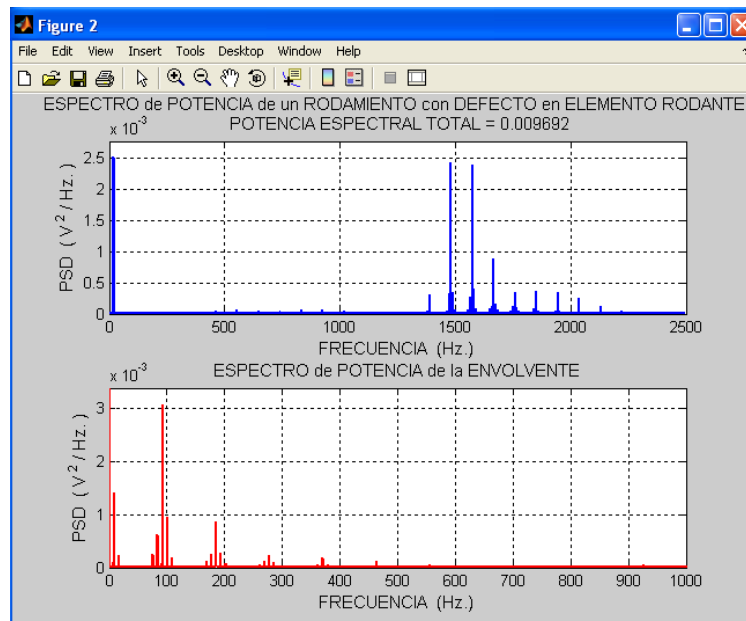 Figure 2
File Edit View Insert Tools Desktop Window Help
ESPECTRO de POTENCIA de un RODAMIENTO con DEFECTO en ELEMENTO RODANTE
x 10^-3
POTENCIA ESPECTRAL TOTAL = 0.009692
PSD ( V^2 / Hz. )
2.5
2
1.5
1
0.5
0
0 500 1000 1500 2000 2500
FRECUENCIA (Hz.)
x 10^-3
ESPECTRO de POTENCIA de la ENVOLVENTE
PSD ( V^2 / Hz. )
3
2
1
0
0 100 200 300 400 500 600 700 800 900 1000
FRECUENCIA (Hz.)